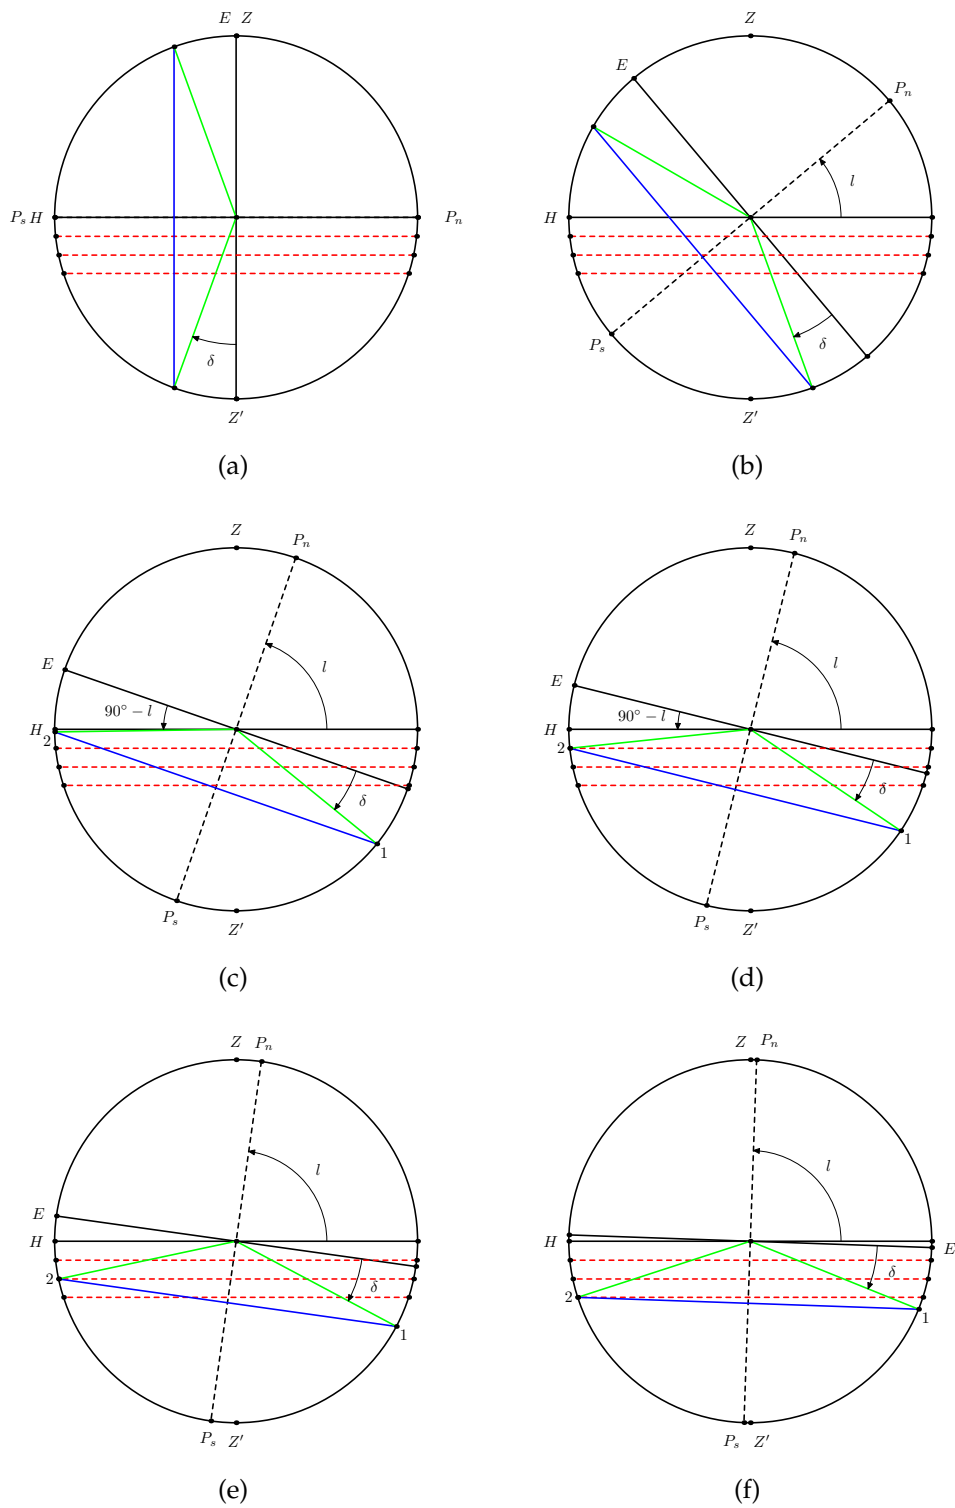 E Z Z
E P_n
l
P_s H P_n H
δ P_s δ
Z′ Z′
(a) (b)
Z P_n Z P_n
E l E l
90° − l 90° − l
H H
2 2
δ δ
1 1
P_s Z′ P_s Z′
(c) (d)
Z P_n Z P_n
l l
E
H H E
2 δ 2 δ
1 1
P_s Z′ P_s Z′
(e) (f)